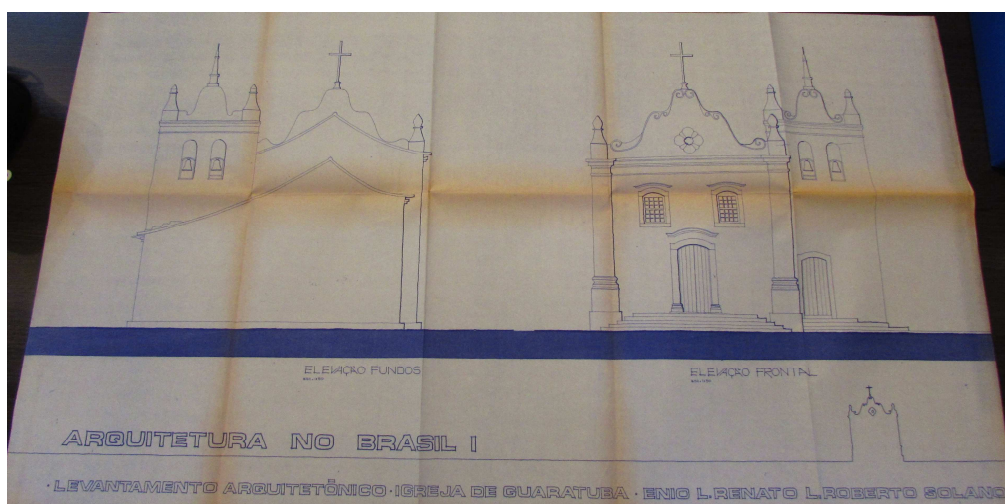 ELEVAÇÃO FUNDOS
ELEVAÇÃO FRONTAL
ARQUITETURA NO BRASIL I
· LEVANTAMENTO ARQUITETÔNICO · IGREJA DE GUARATUBA · ENIO L. RENATO L. ROBERTO SOLANO